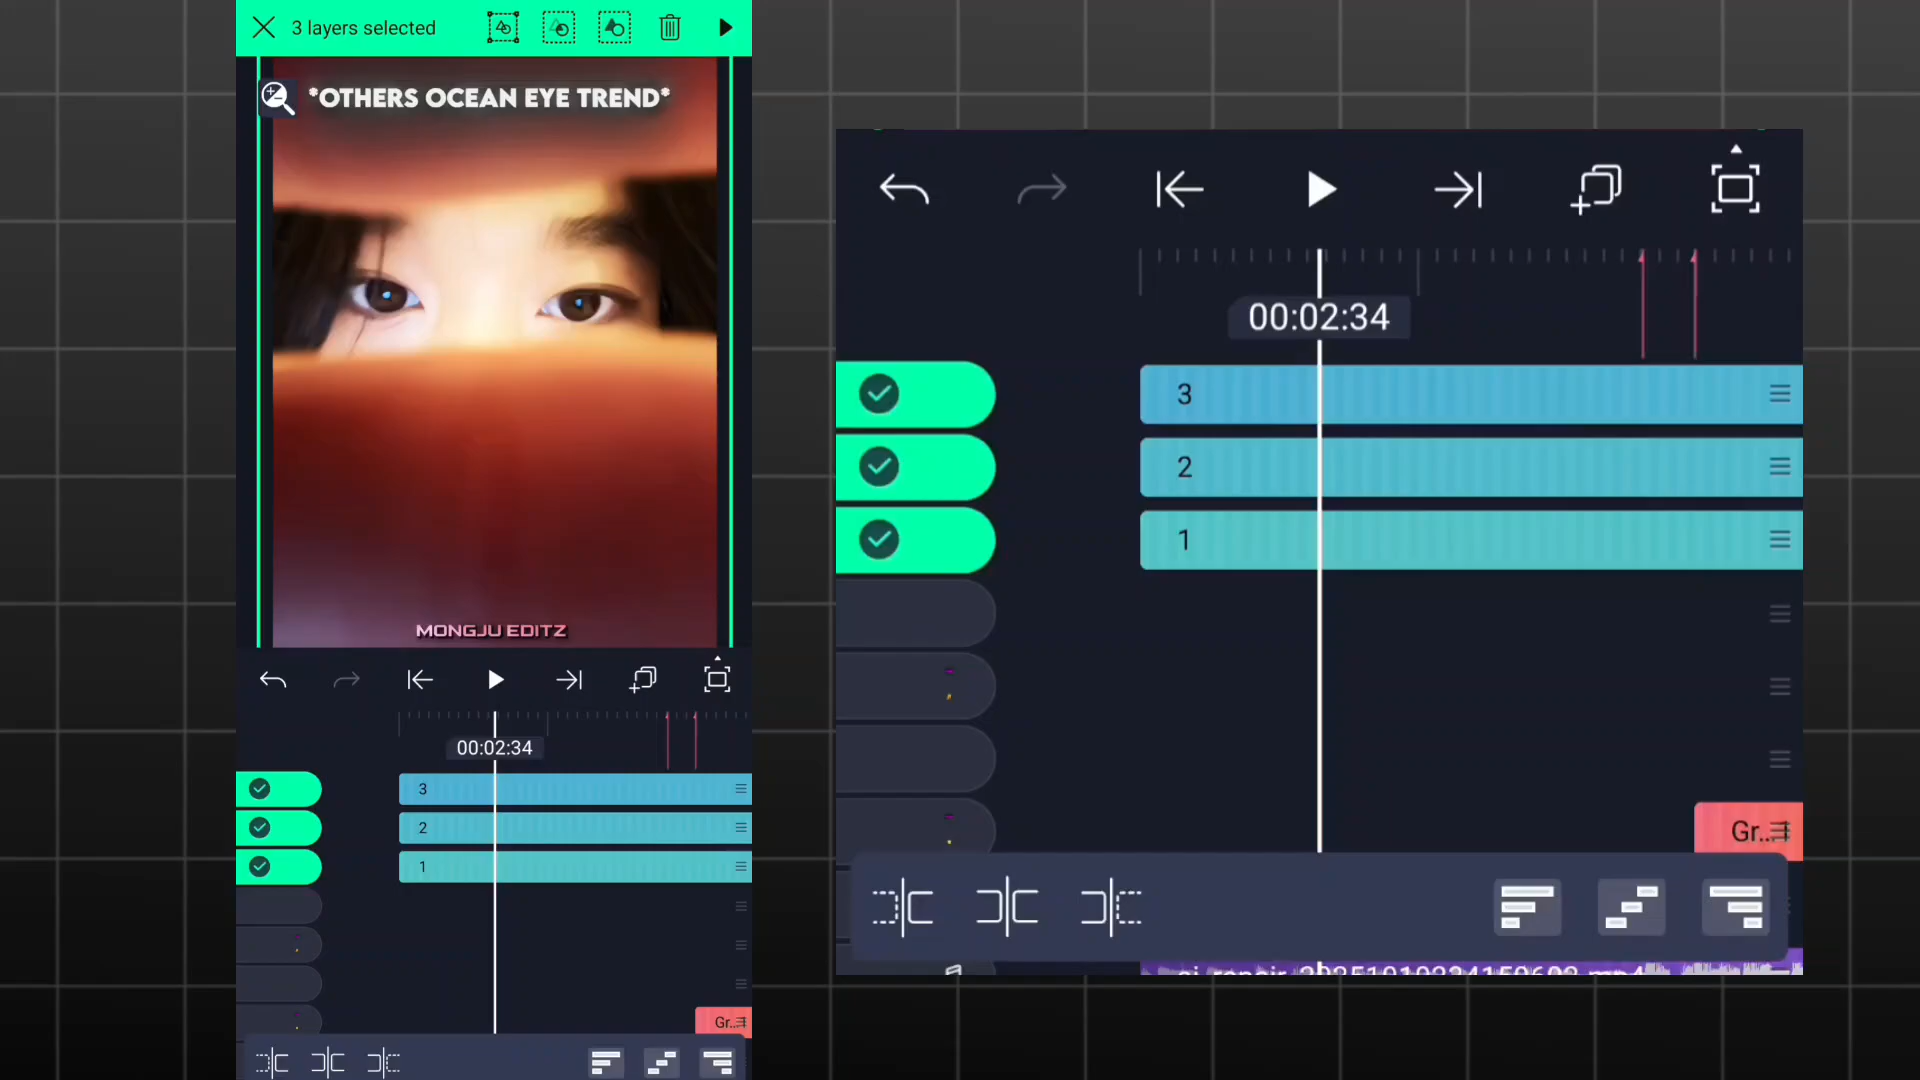 3 layers selected
*OTHERS OCEAN EYE TREND*
MONGJU EDITZ
00:02:34
3
2
1
Gr...
00:02:34
3
2
1
Gr...1